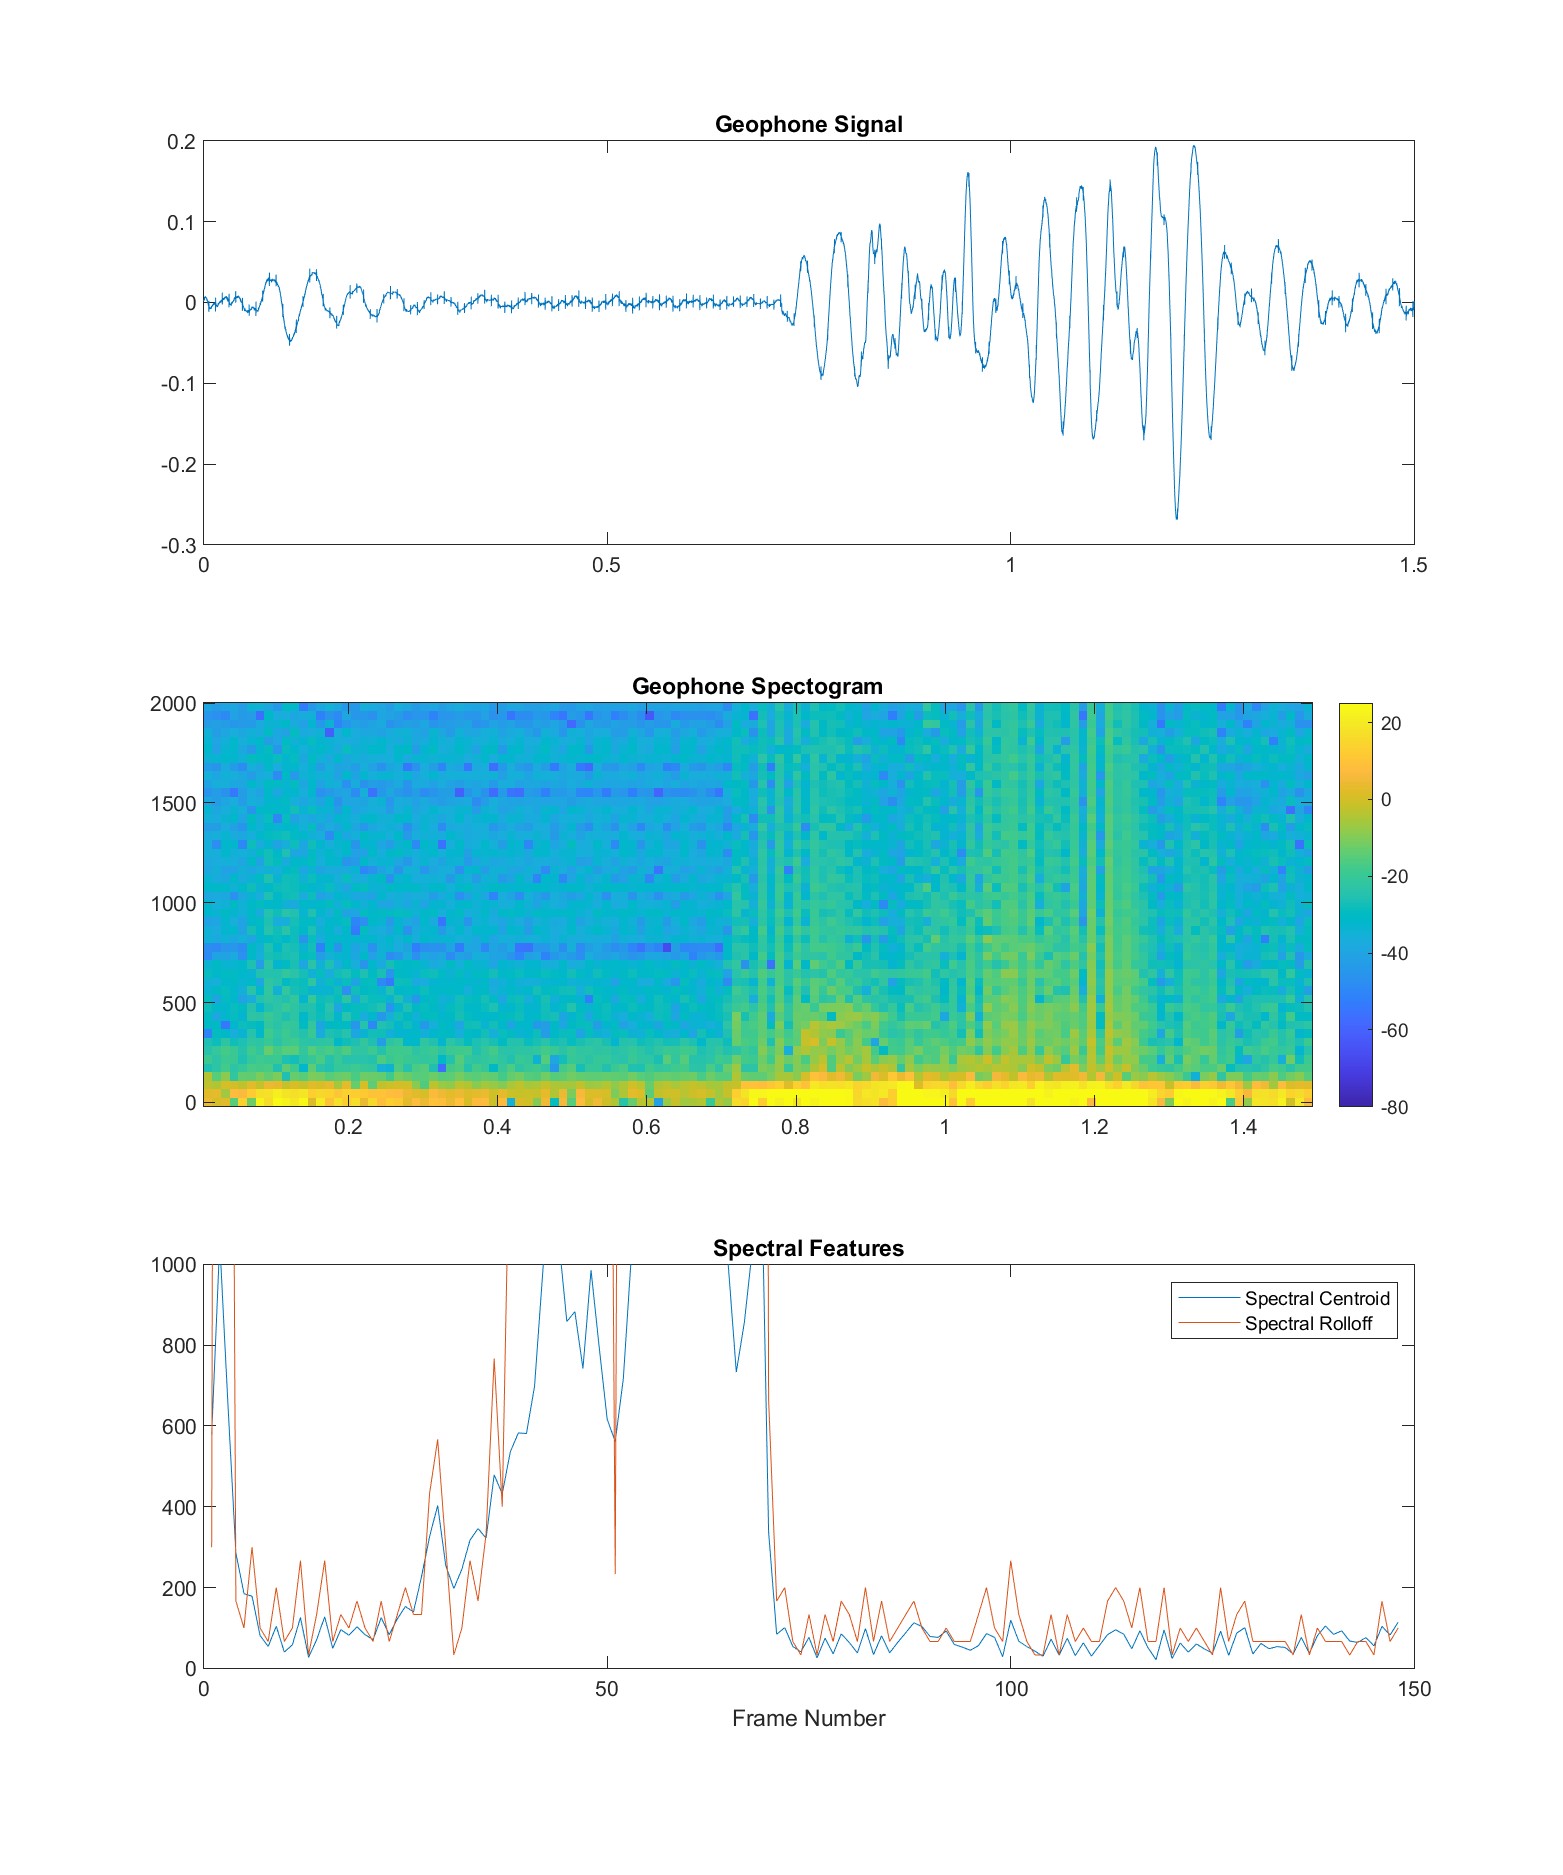 Geophone Signal
0.2
0.1
0
-0.1
-0.2
-0.3
0 0.5 1 1.5
Geophone Spectogram
2000
1500
1000
500
0
0.2 0.4 0.6 0.8 1 1.2 1.4
20
0
-20
-40
-60
-80
Spectral Features
1000
800
600
400
200
0
Spectral Centroid
Spectral Rolloff
0 50 100 150
Frame Number